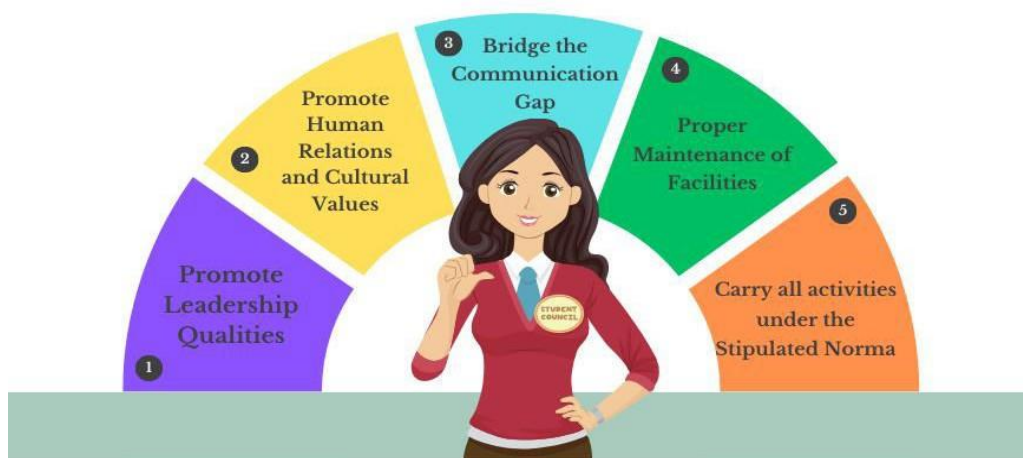 1
Promote
Leadership
Qualities
2
Promote
Human
Relations
and Cultural
Values
3
Bridge the
Communication
Gap
4
Proper
Maintenance of
Facilities
5
Carry all activities
under the
Stipulated Norma
STUDENT
COUNCIL